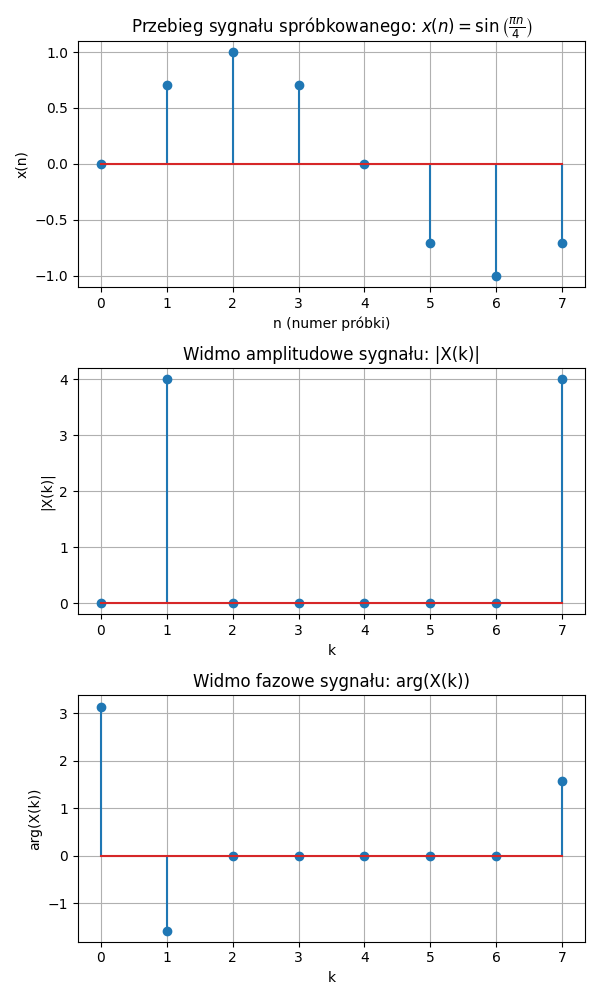 Przebieg sygnału spróbkowanego: x(n) = sin (πn/4)
1.0
0.5
0.0
−0.5
−1.0
x(n)
0 1 2 3 4 5 6 7
n (numer próbki)
Widmo amplitudowe sygnału: |X(k)|
4
3
2
1
0
|X(k)|
0 1 2 3 4 5 6 7
k
Widmo fazowe sygnału: arg(X(k))
3
2
1
0
−1
arg(X(k))
0 1 2 3 4 5 6 7
k